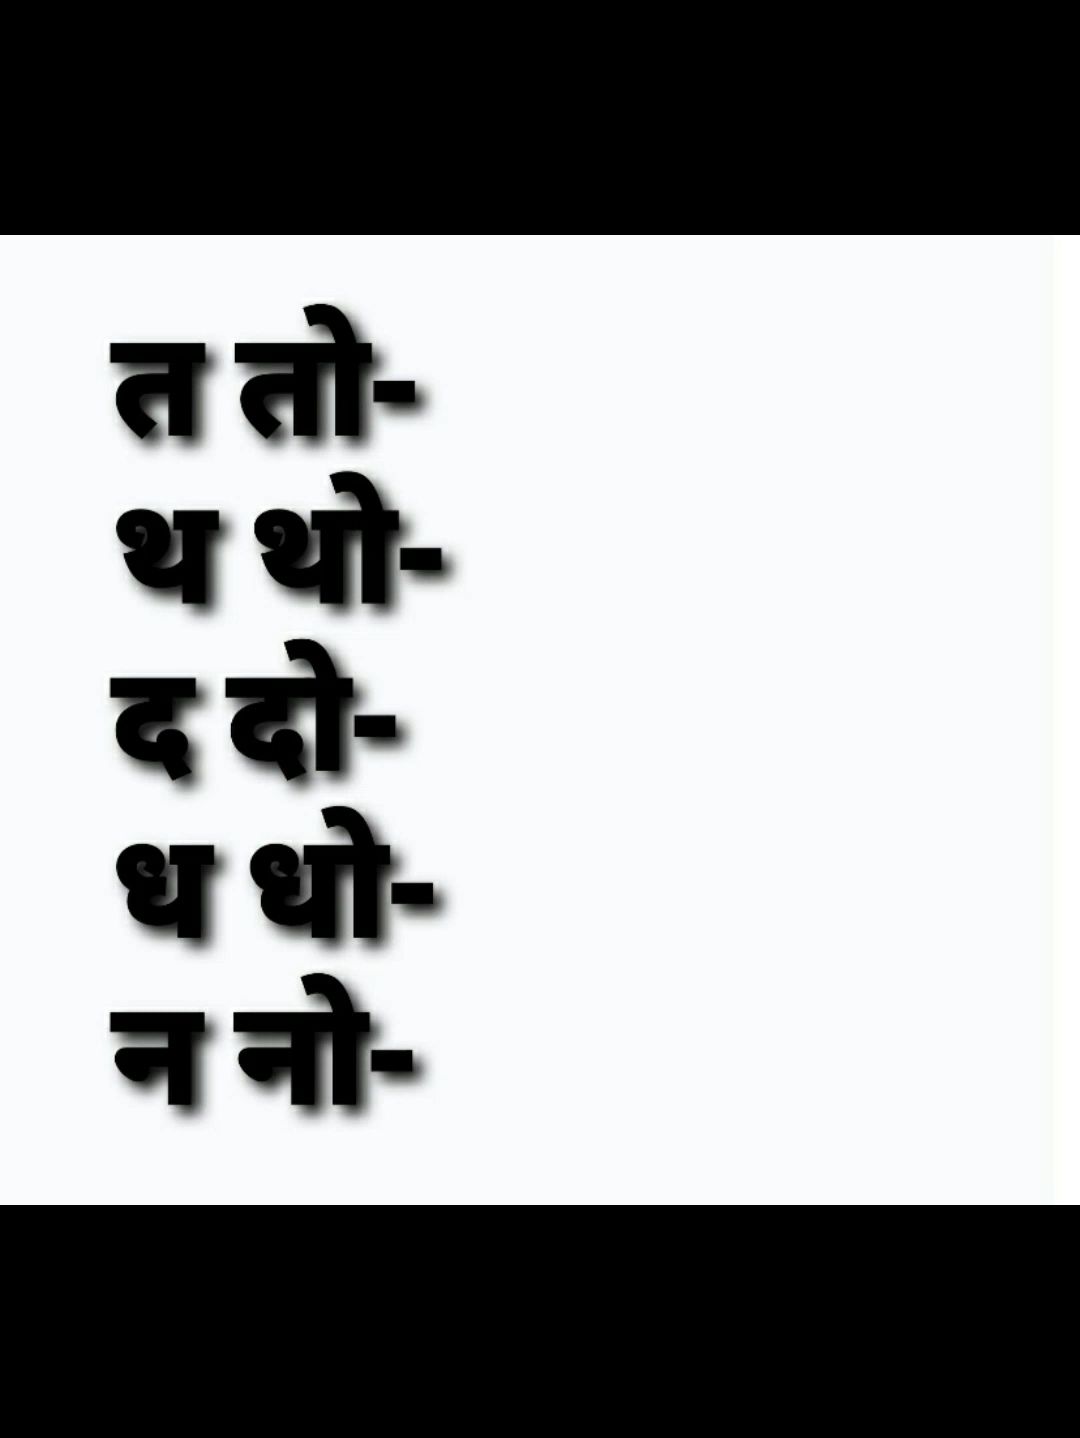 त तो-
थ थो-
द दो-
ध धो-
न नो-